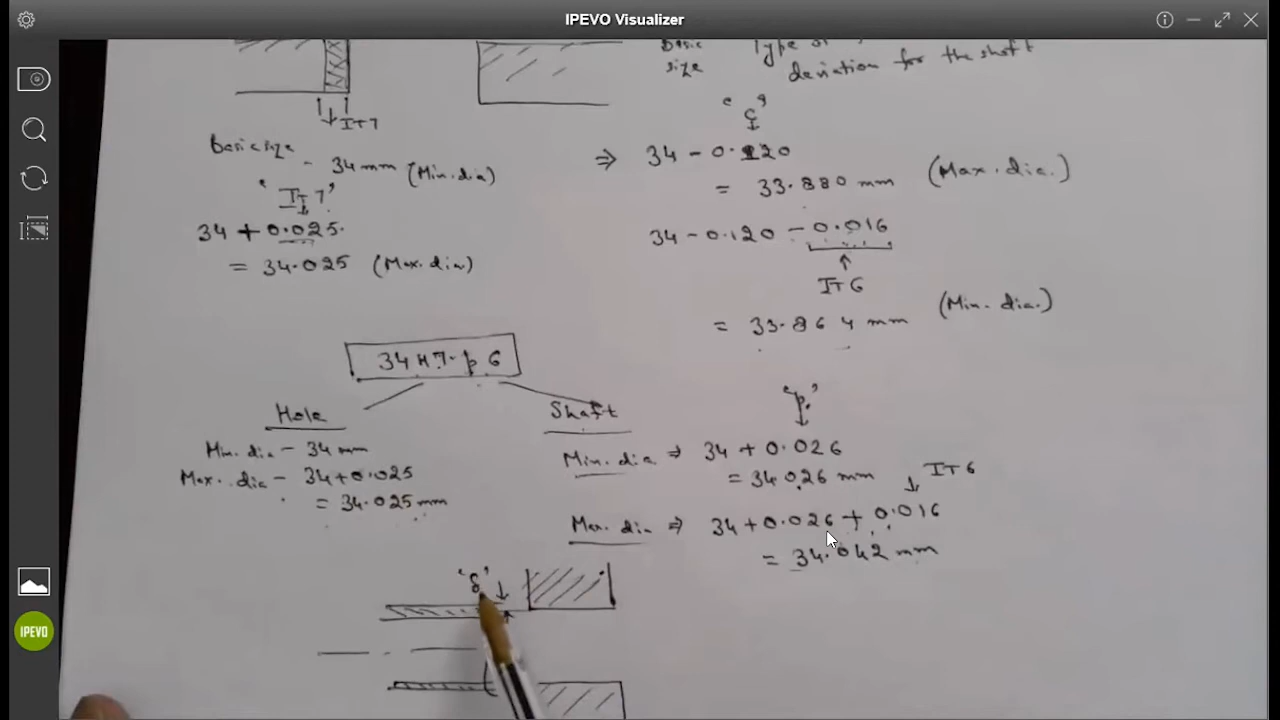 IPEVO Visualizer
Basic size
Type of
deviation for the shaft
IT7
Basic size - 34 mm (Min. dia)
'IT7'
34 + 0.025
= 34.025 (Max. dia)
'c'
⇒ 34 - 0.120
= 33.880 mm (Max. dia.)
34 - 0.120 - 0.016
IT6
= 33.864 mm (Min. dia.)
34 H7-p6
Hole
Min. dia - 34 mm
Max. dia - 34 + 0.025
= 34.025 mm
Shaft
'p'
Min. dia ⇒ 34 + 0.026
= 34.026 mm
IT6
Max. dia ⇒ 34 + 0.026 + 0.016
= 34.042 mm
'δ'
IPEVO